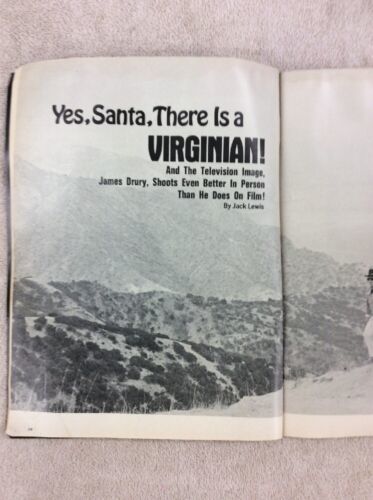 Yes, Santa, There Is a
VIRGINIAN!
And The Television Image,
James Drury, Shoots Even Better In Person
Than He Does On Film!
By Jack Lewis